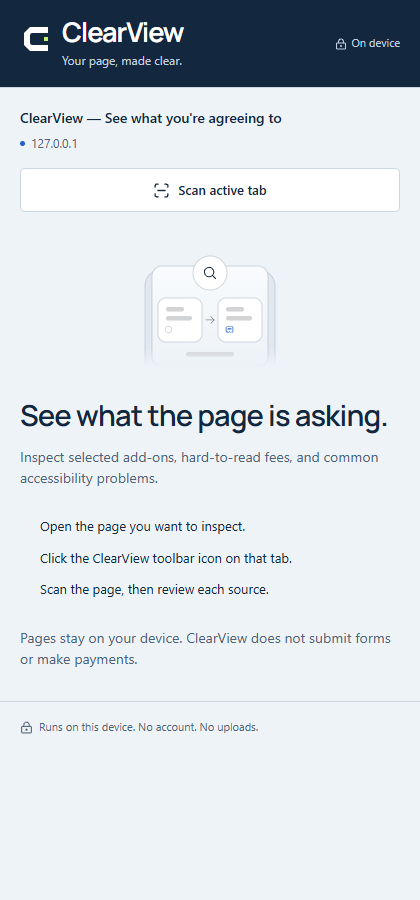 ClearView
Your page, made clear.
On device
ClearView — See what you're agreeing to
127.0.0.1
Scan active tab
See what the page is asking.
Inspect selected add-ons, hard-to-read fees, and common
accessibility problems.
Open the page you want to inspect.
Click the ClearView toolbar icon on that tab.
Scan the page, then review each source.
Pages stay on your device. ClearView does not submit forms
or make payments.
Runs on this device. No account. No uploads.